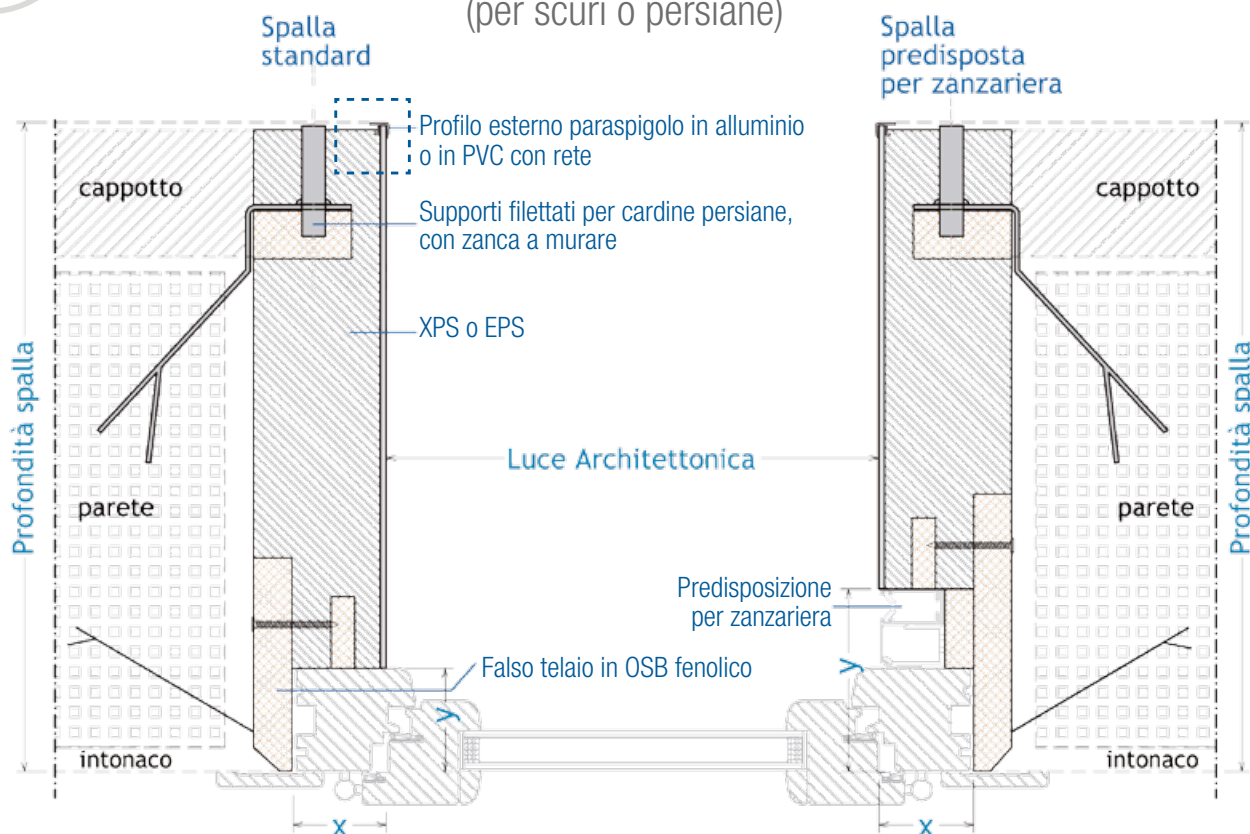 (per scuri o persiane)
Spalla
standard
Spalla
predisposta
per zanzariera
Profilo esterno paraspigolo in alluminio
o in PVC con rete
cappotto
cappotto
Supporti filettati per cardine persiane,
con zanca a murare
XPS o EPS
Profondità spalla
Profondità spalla
Luce Architettonica
parete
parete
Predisposizione
per zanzariera
Falso telaio in OSB fenolico
y
y
intonaco
intonaco
x
x